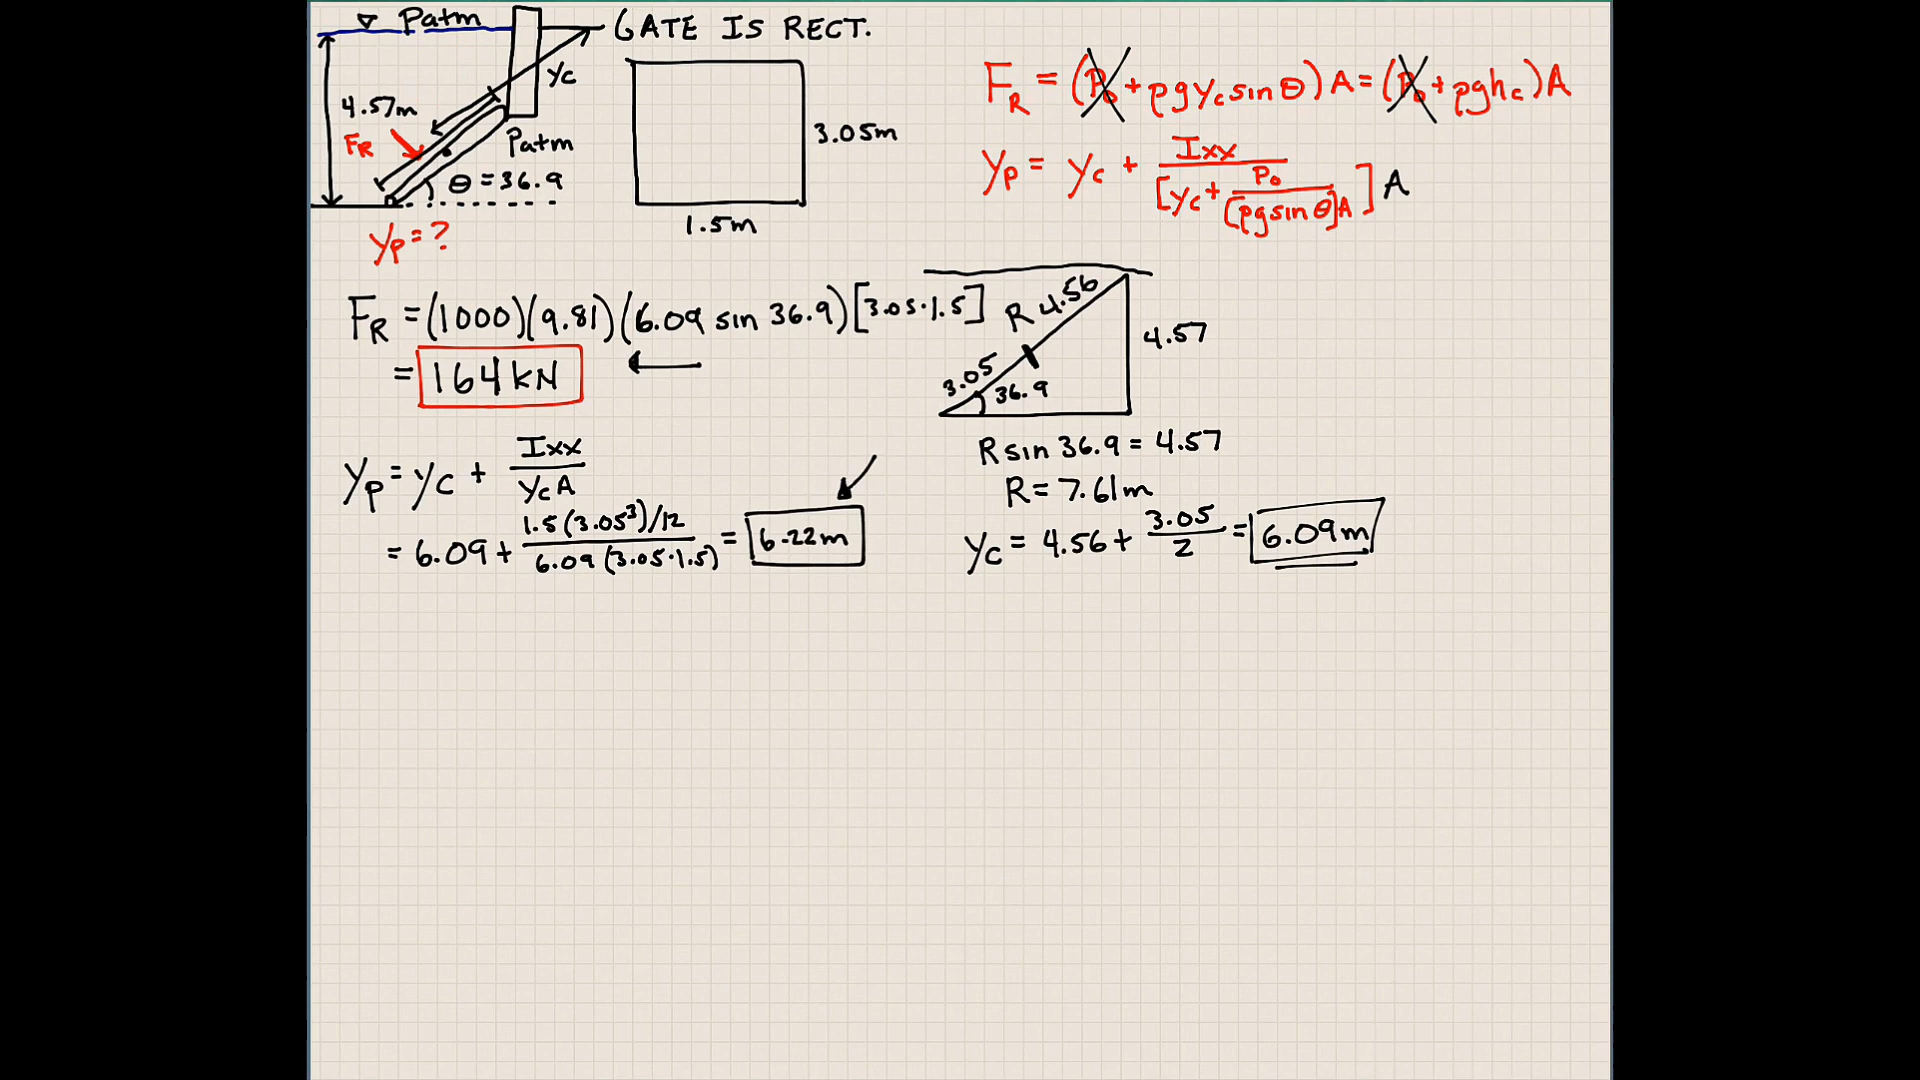 Patm
GATE IS RECT.
yc
4.57m
FR
Patm
θ = 36.9
yp = ?
3.05m
1.5m
FR = (P0 + ρg yc sin θ) A = (P0 + ρghc) A
yp = yc + Ixx / [yc + P0 / [ρg sin θ] A] A
FR = (1000)(9.81)(6.09 sin 36.9)[3.05·1.5]
= 164 kN
R 4.56
4.57
3.05
36.9
R sin 36.9 = 4.57
R = 7.61m
yc = 4.56 + 3.05 / 2 = 6.09m
yp = yc + Ixx / yc A
= 6.09 + 1.5(3.05³)/12 / 6.09(3.05·1.5) = 6.22m